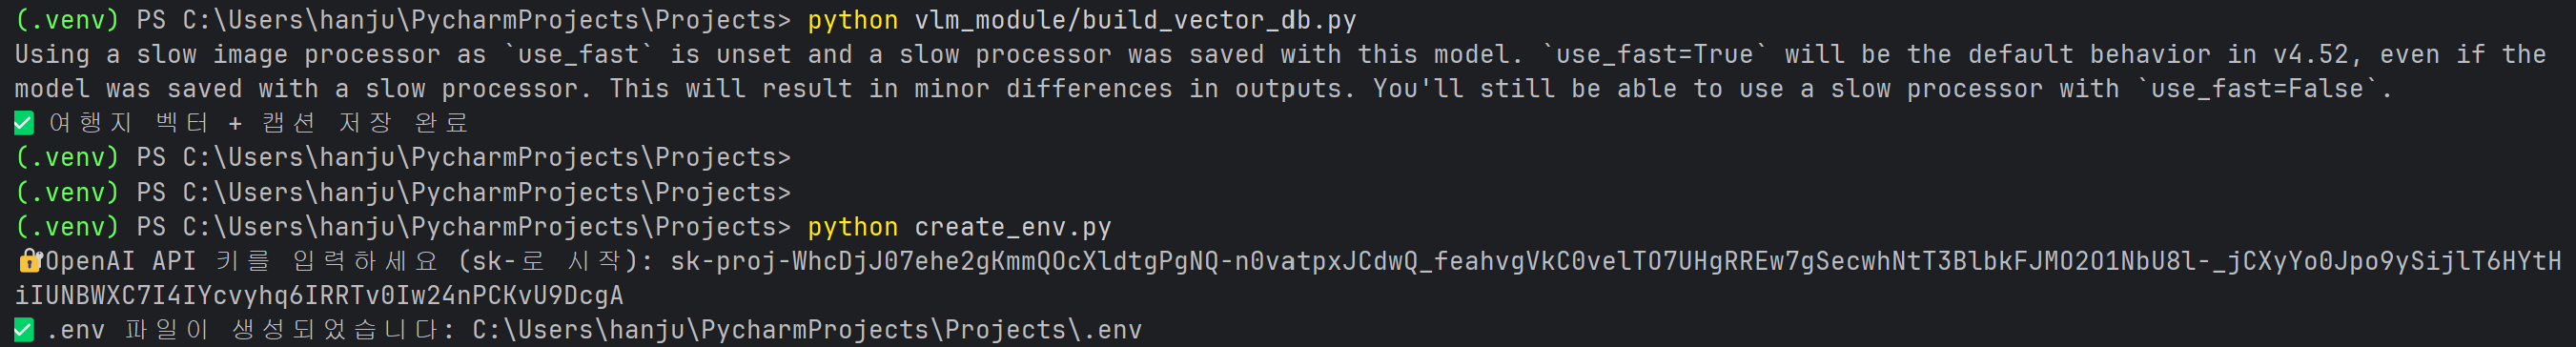 (.venv) PS C:\Users\hanju\PycharmProjects\Projects> python vlm_module/build_vector_db.py
Using a slow image processor as `use_fast` is unset and a slow processor was saved with this model. `use_fast=True` will be the default behavior in v4.52, even if the
model was saved with a slow processor. This will result in minor differences in outputs. You'll still be able to use a slow processor with `use_fast=False`.
✅ 여행지 벡터 + 캡션 저장 완료
(.venv) PS C:\Users\hanju\PycharmProjects\Projects>
(.venv) PS C:\Users\hanju\PycharmProjects\Projects>
(.venv) PS C:\Users\hanju\PycharmProjects\Projects> python create_env.py
🔐OpenAI API 키를 입력하세요 (sk-로 시작): sk-proj-WhcDjJ07ehe2gKmmQOcXldtgPgNQ-n0vatpxJCdwQ_feahvgVkC0velTO7UHgRREw7gSecwhNtT3BlbkFJMO2O1NbU8l-_jCXyYo0Jpo9ySijlT6HYtH
iIUNBWXC7I4IYcvyhq6IRRTv0Iw24nPCKvU9DcgA
✅ .env 파일이 생성되었습니다: C:\Users\hanju\PycharmProjects\Projects\.env